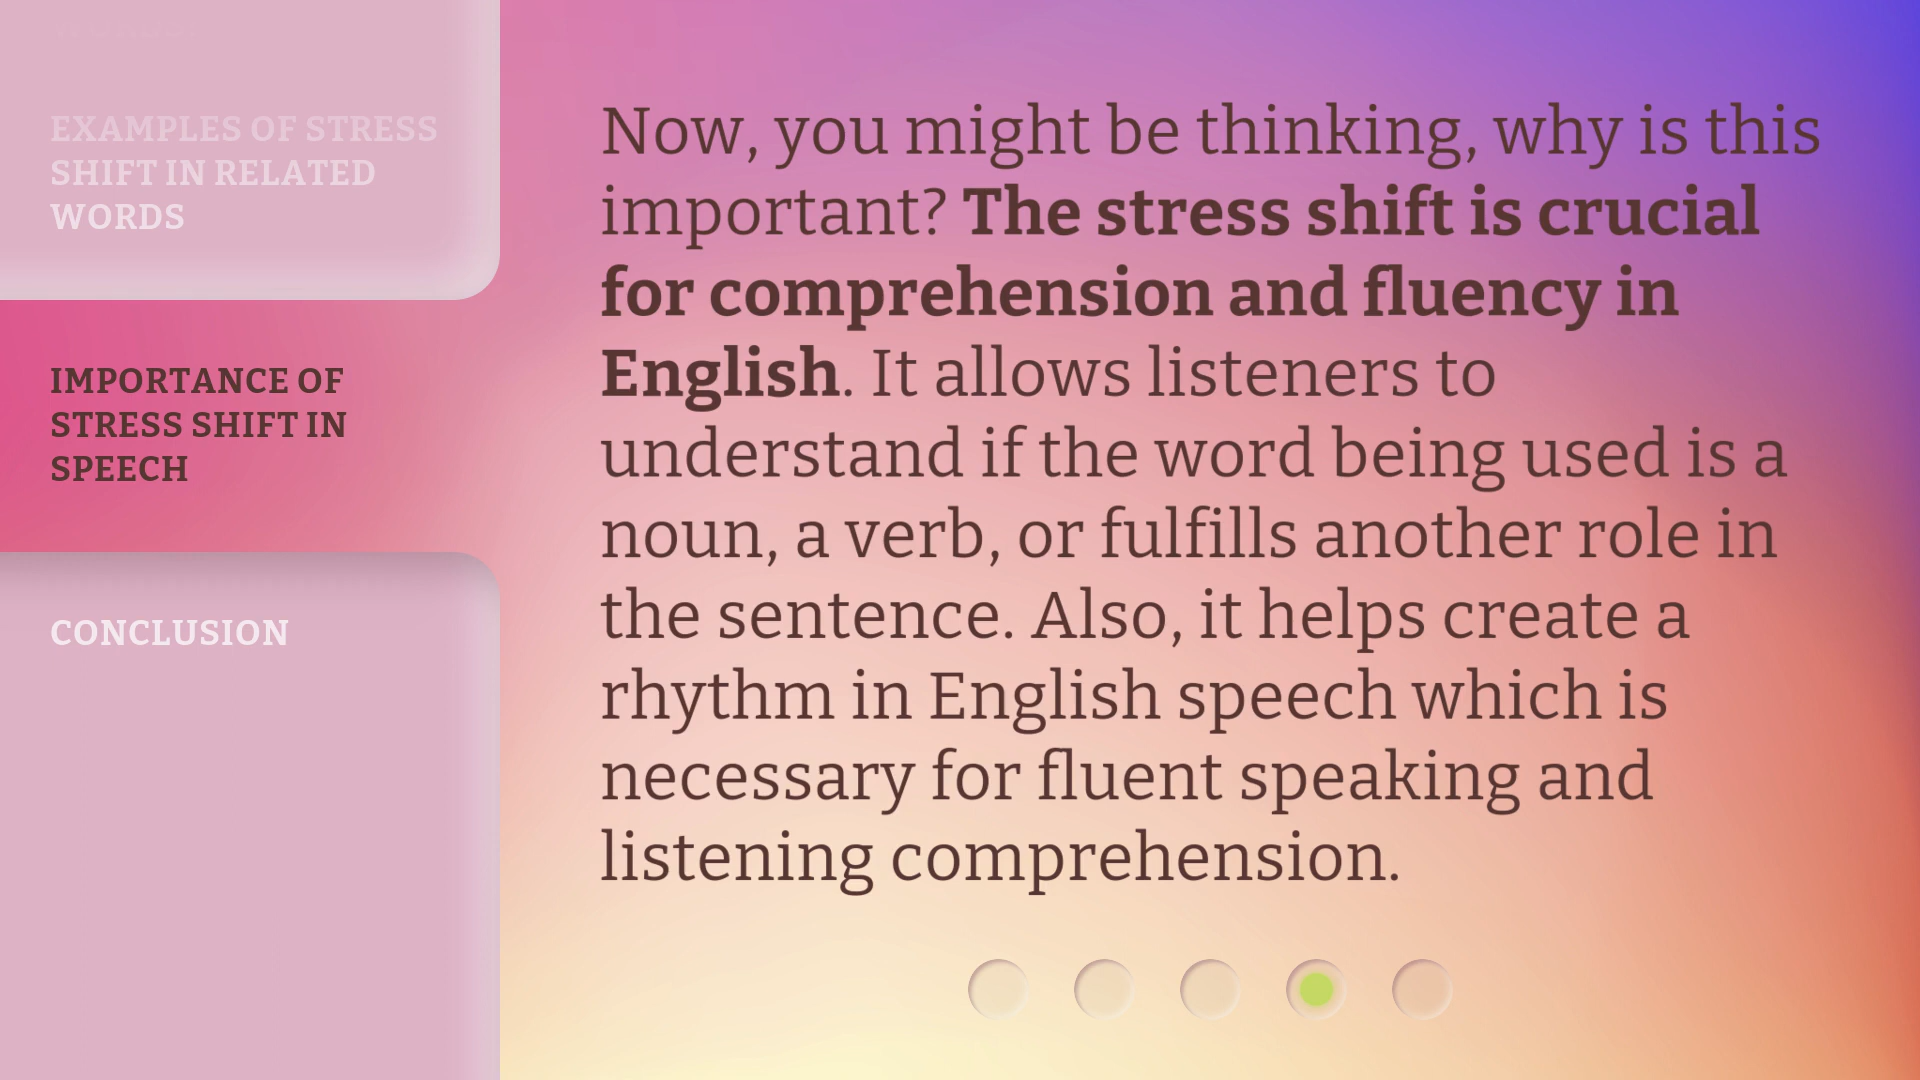 EXAMPLES OF STRESS
SHIFT IN RELATED
WORDS
IMPORTANCE OF
STRESS SHIFT IN
SPEECH
CONCLUSION
Now, you might be thinking, why is this
important? The stress shift is crucial
for comprehension and fluency in
English. It allows listeners to
understand if the word being used is a
noun, a verb, or fulfills another role in
the sentence. Also, it helps create a
rhythm in English speech which is
necessary for fluent speaking and
listening comprehension.